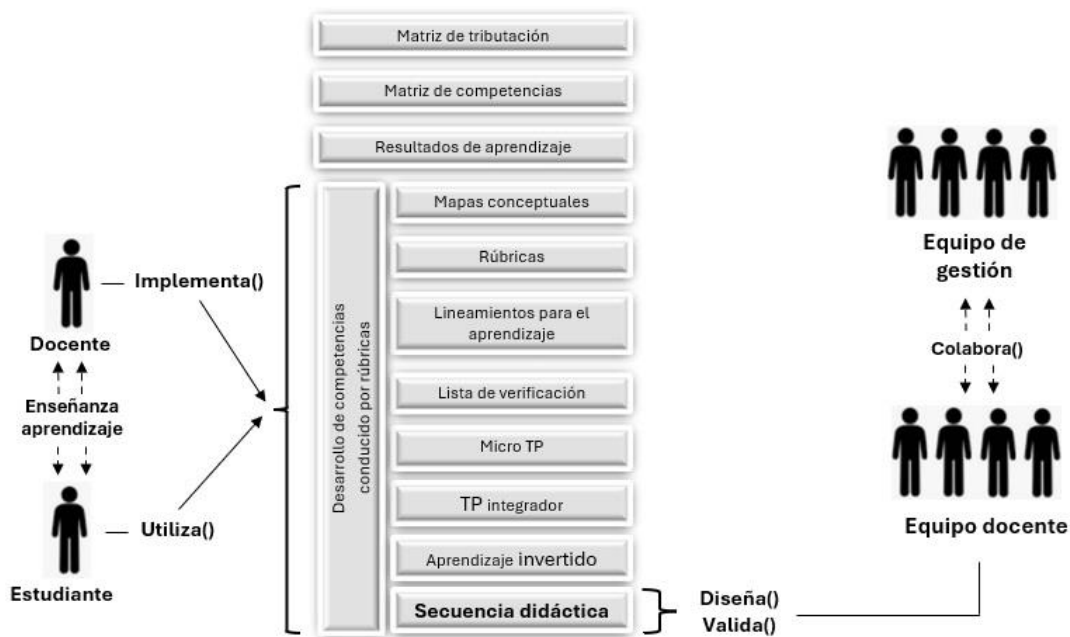 Matriz de tributación
Matriz de competencias
Resultados de aprendizaje
Desarrollo de competencias
conducido por rúbricas
Mapas conceptuales
Rúbricas
Lineamientos para el
aprendizaje
Lista de verificación
Micro TP
TP integrador
Aprendizaje invertido
Secuencia didáctica
Implementa()
Docente
Enseñanza
aprendizaje
Utiliza()
Estudiante
Equipo de
gestión
Colabora()
Equipo docente
Diseña()
Valida()